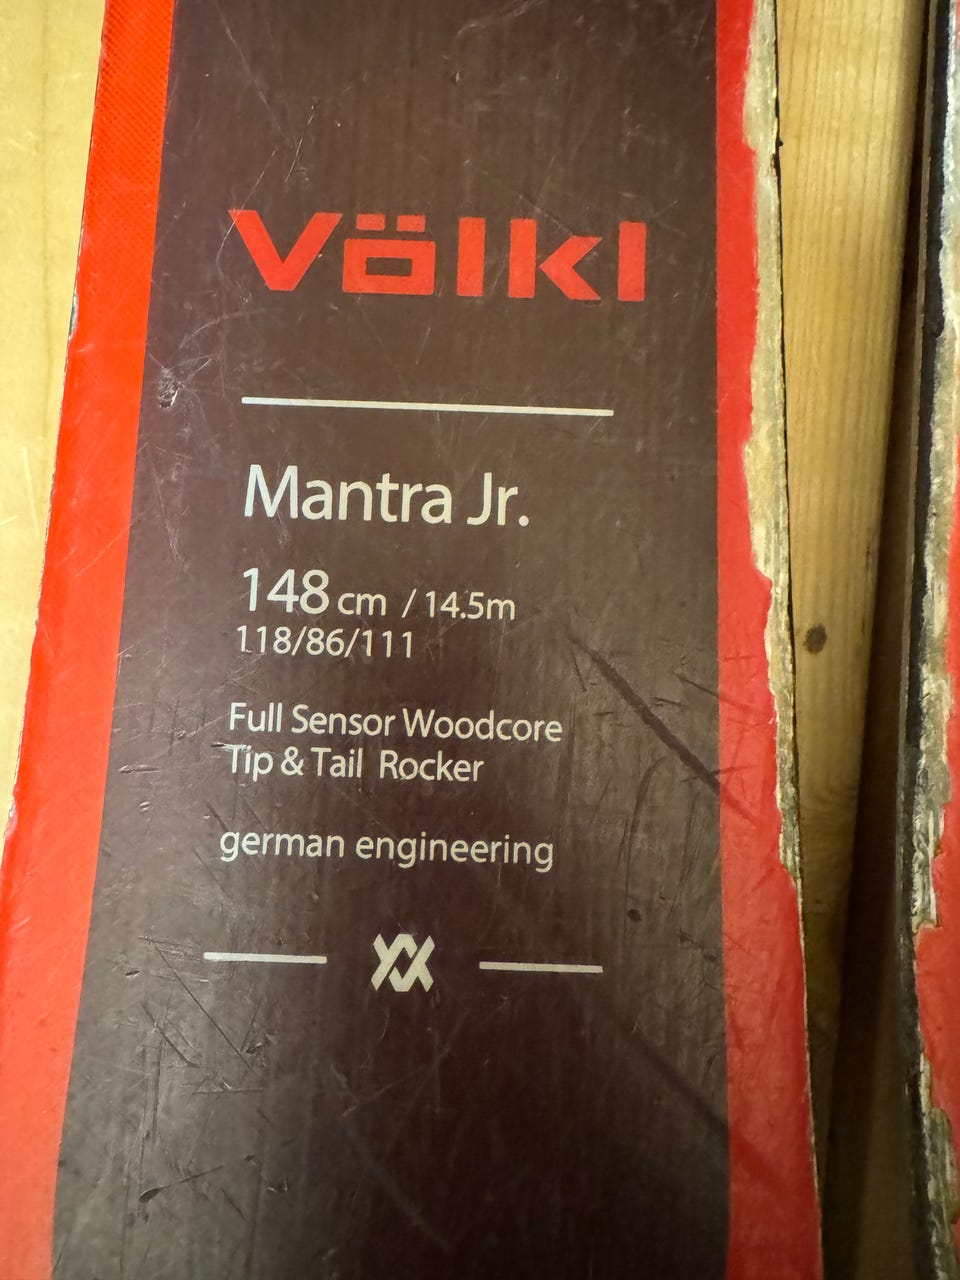 Völkl
Mantra Jr.
148 cm / 14.5m
118/86/111
Full Sensor Woodcore
Tip & Tail Rocker
german engineering